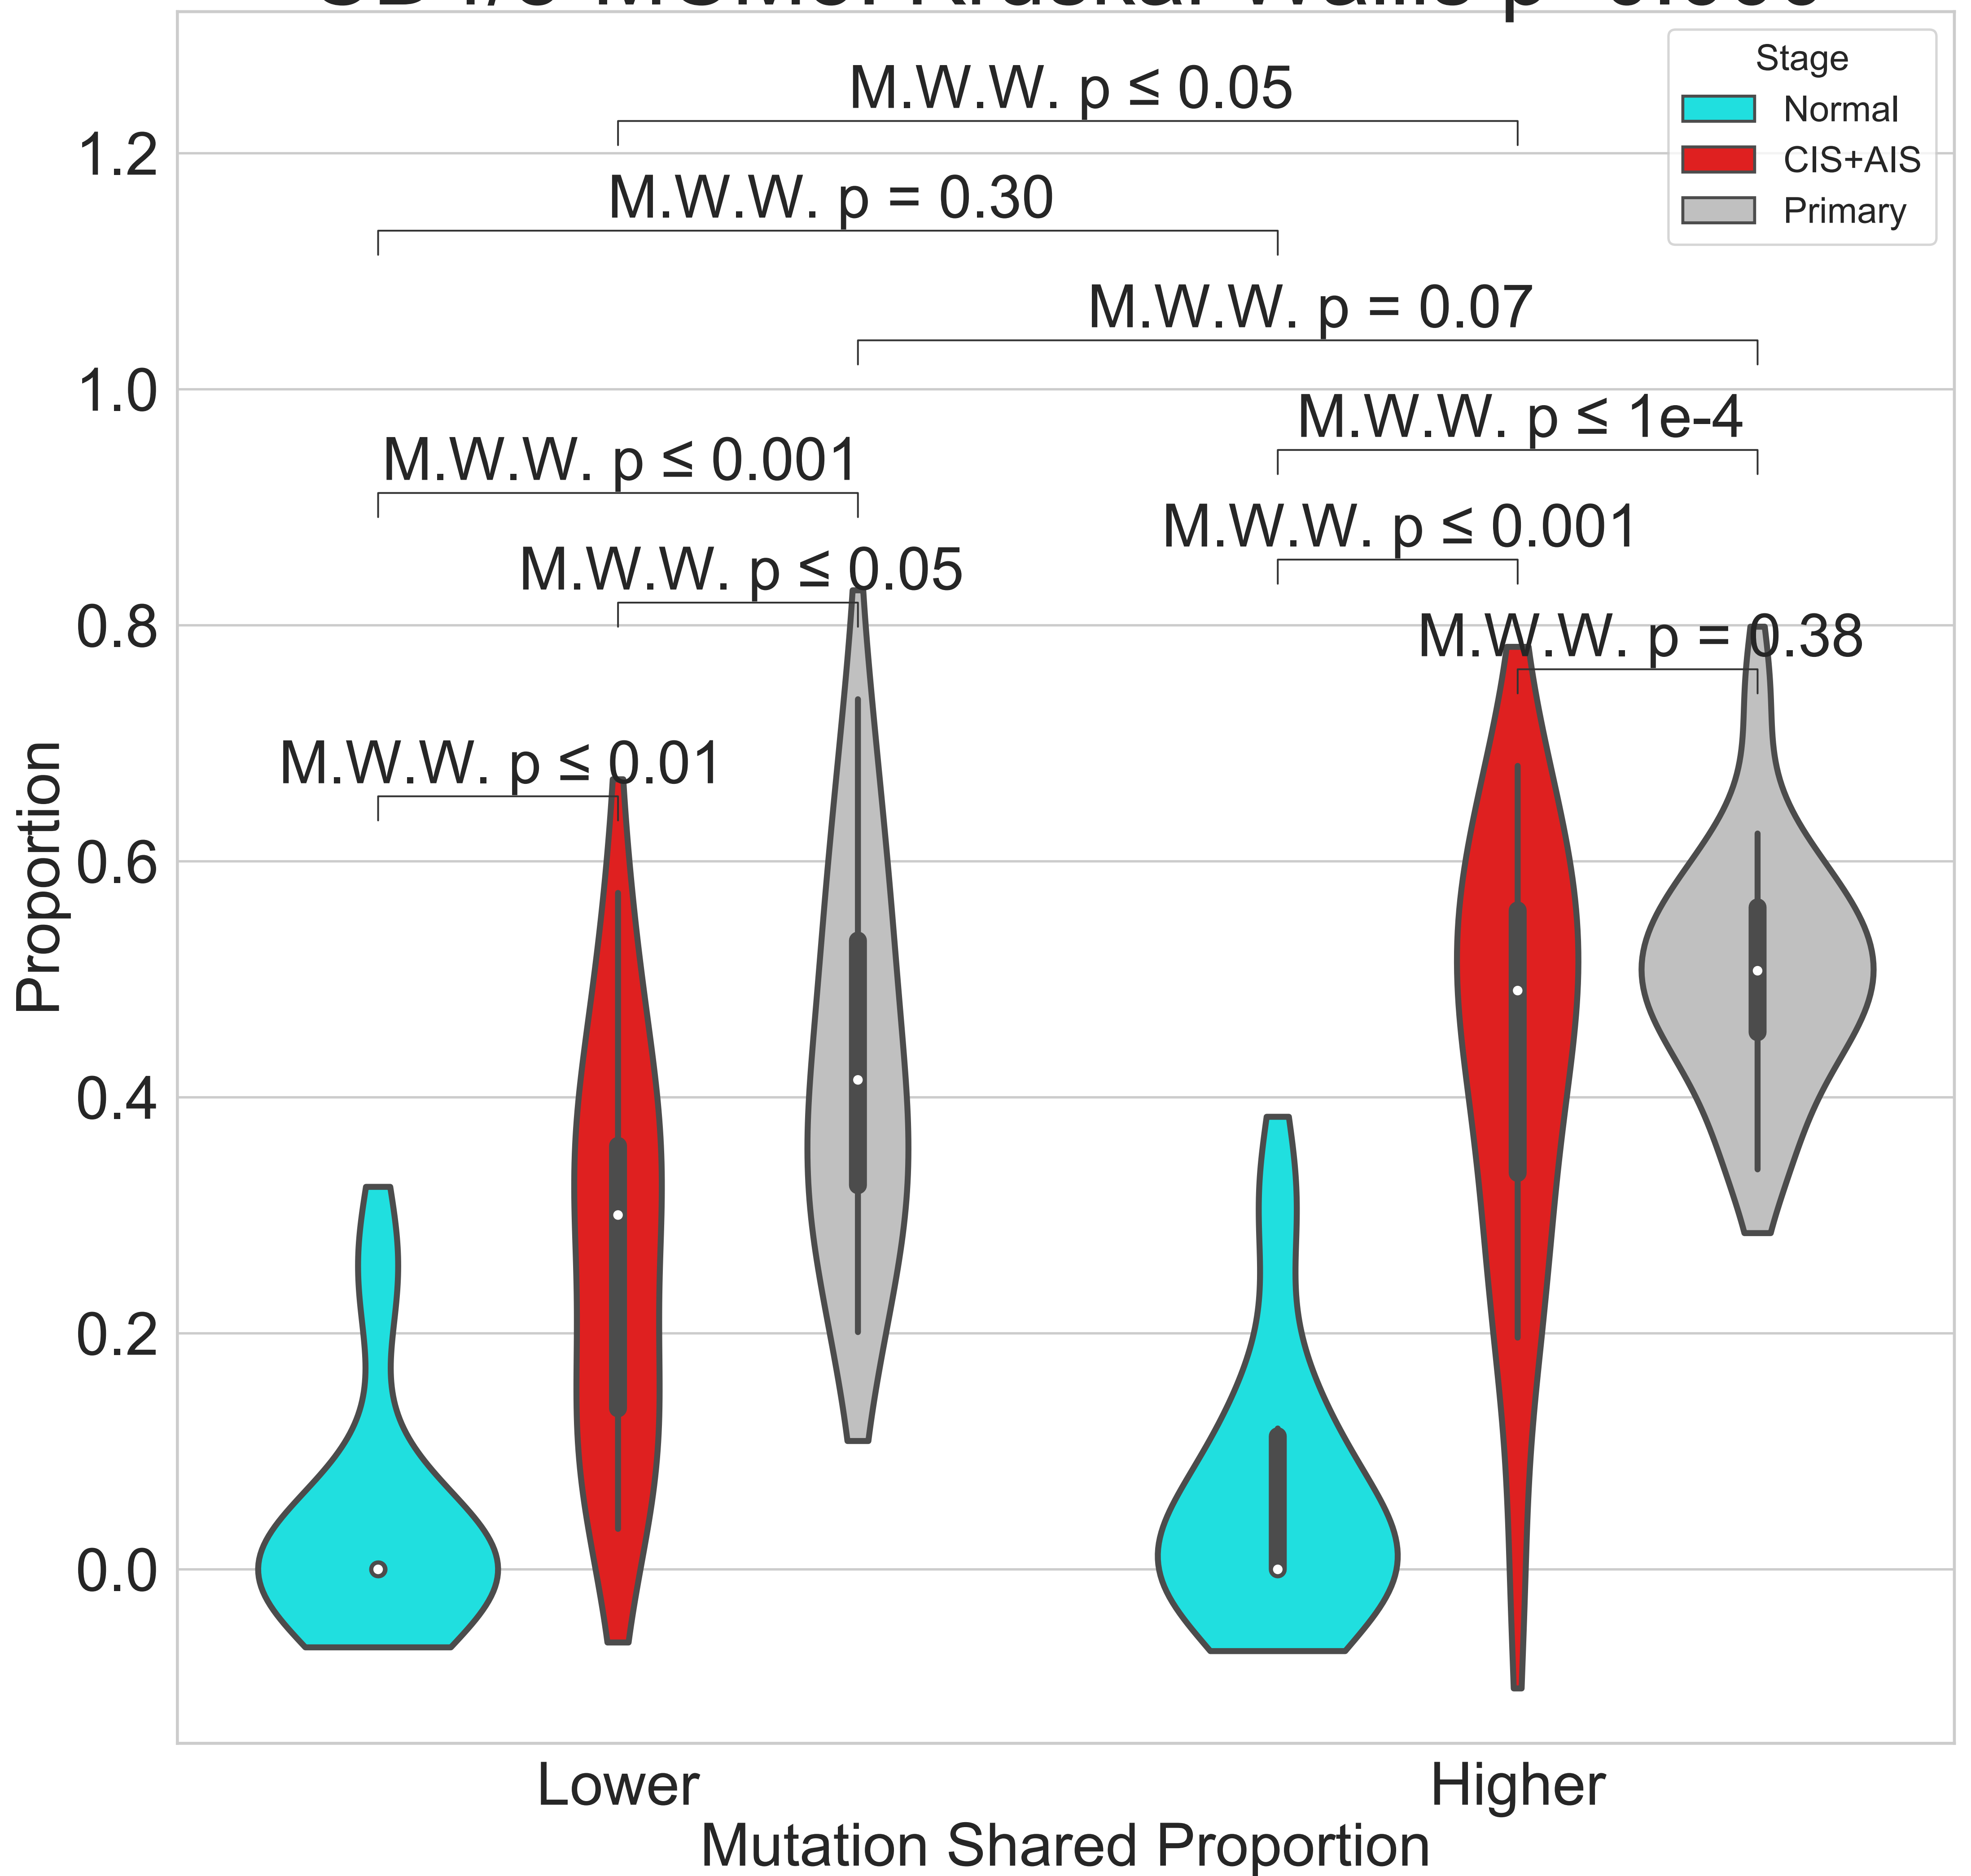 Stage
Normal
CIS+AIS
Primary
M.W.W. p ≤ 0.05
M.W.W. p = 0.30
M.W.W. p = 0.07
M.W.W. p ≤ 1e-4
M.W.W. p ≤ 0.001
M.W.W. p ≤ 0.001
M.W.W. p ≤ 0.05
M.W.W. p = 0.38
M.W.W. p ≤ 0.01
1.2
1.0
0.8
0.6
0.4
0.2
0.0
Proportion
Lower
Higher
Mutation Shared Proportion